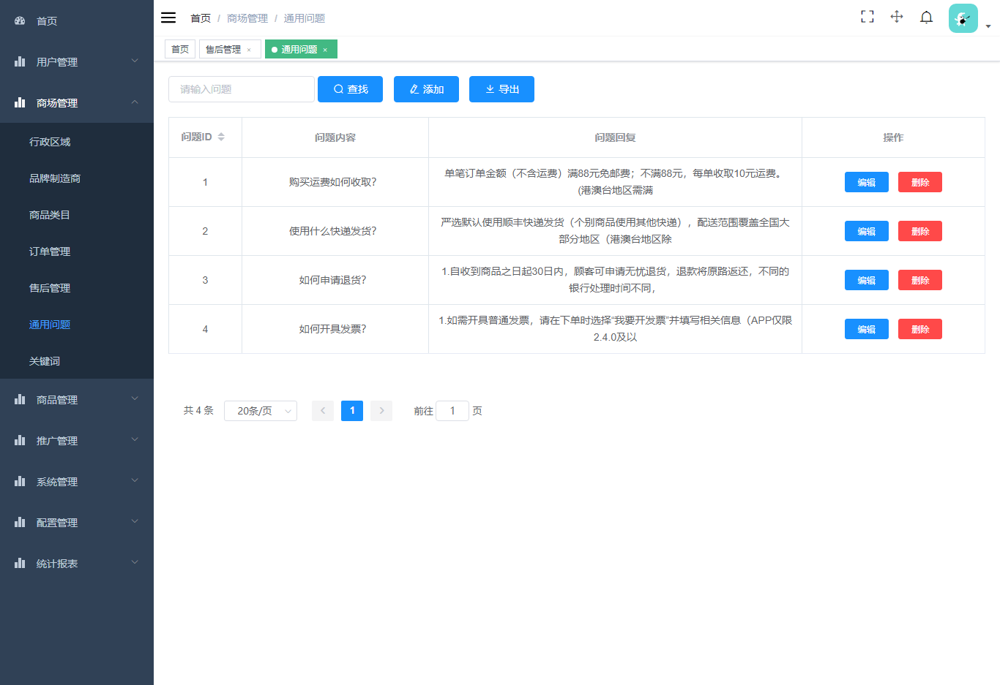 首页
用户管理
商场管理
行政区域
品牌制造商
商品类目
订单管理
售后管理
通用问题
关键词
商品管理
推广管理
系统管理
配置管理
统计报表
首页 / 商场管理 / 通用问题
首页 售后管理 × 通用问题 ×
请输入问题 查找 添加 导出
问题ID 问题内容 问题回复 操作
1 购买运费如何收取? 单笔订单金额（不含运费）满88元免邮费；不满88元，每单收取10元运费。
(港澳台地区需满 编辑 删除
2 使用什么快递发货? 严选默认使用顺丰快递发货（个别商品使用其他快递），配送范围覆盖全国大
部分地区（港澳台地区除 编辑 删除
3 如何申请退货? 1.自收到商品之日起30日内，顾客可申请无忧退货，退款将原路返还，不同的
银行处理时间不同， 编辑 删除
4 如何开具发票? 1.如需开具普通发票，请在下单时选择“我要开发票”并填写相关信息（APP仅限
2.4.0及以 编辑 删除
共 4 条 20条/页 1 前往 1 页